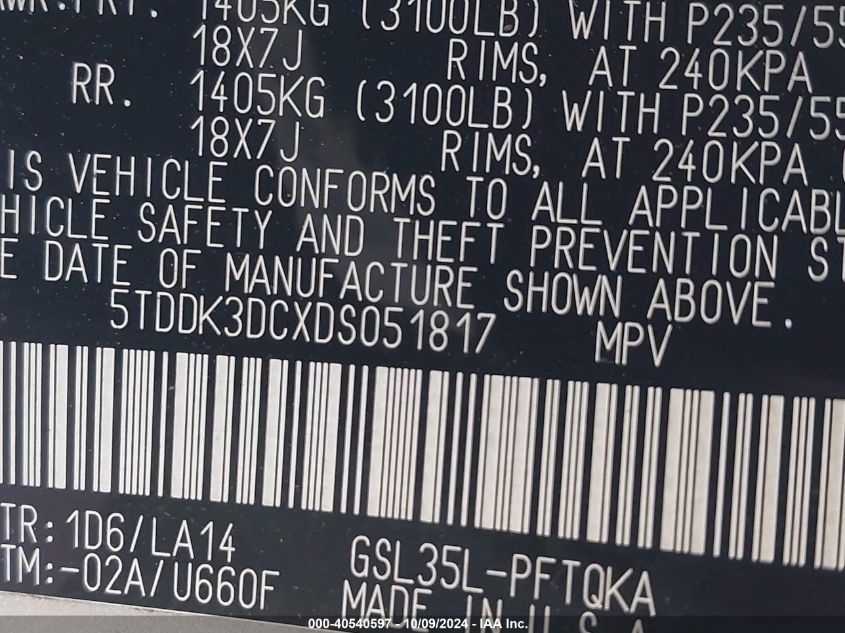 1405KG (3100LB) WITH P235/55
18X7J RIMS, AT 240KPA
RR. 1405KG (3100LB) WITH P235/55
18X7J RIMS, AT 240KPA (
IS VEHICLE CONFORMS TO ALL APPLICABL
HICLE SAFETY AND THEFT PREVENTION ST
E DATE OF MANUFACTURE SHOWN ABOVE.
5TDDK3DCXDS051817 MPV
TR: 1D6/LA14
TM:-02A/U660F GSL35L-PFTQKA
MADE IN U.S.A
000-40540597 - 10/09/2024 - IAA Inc.